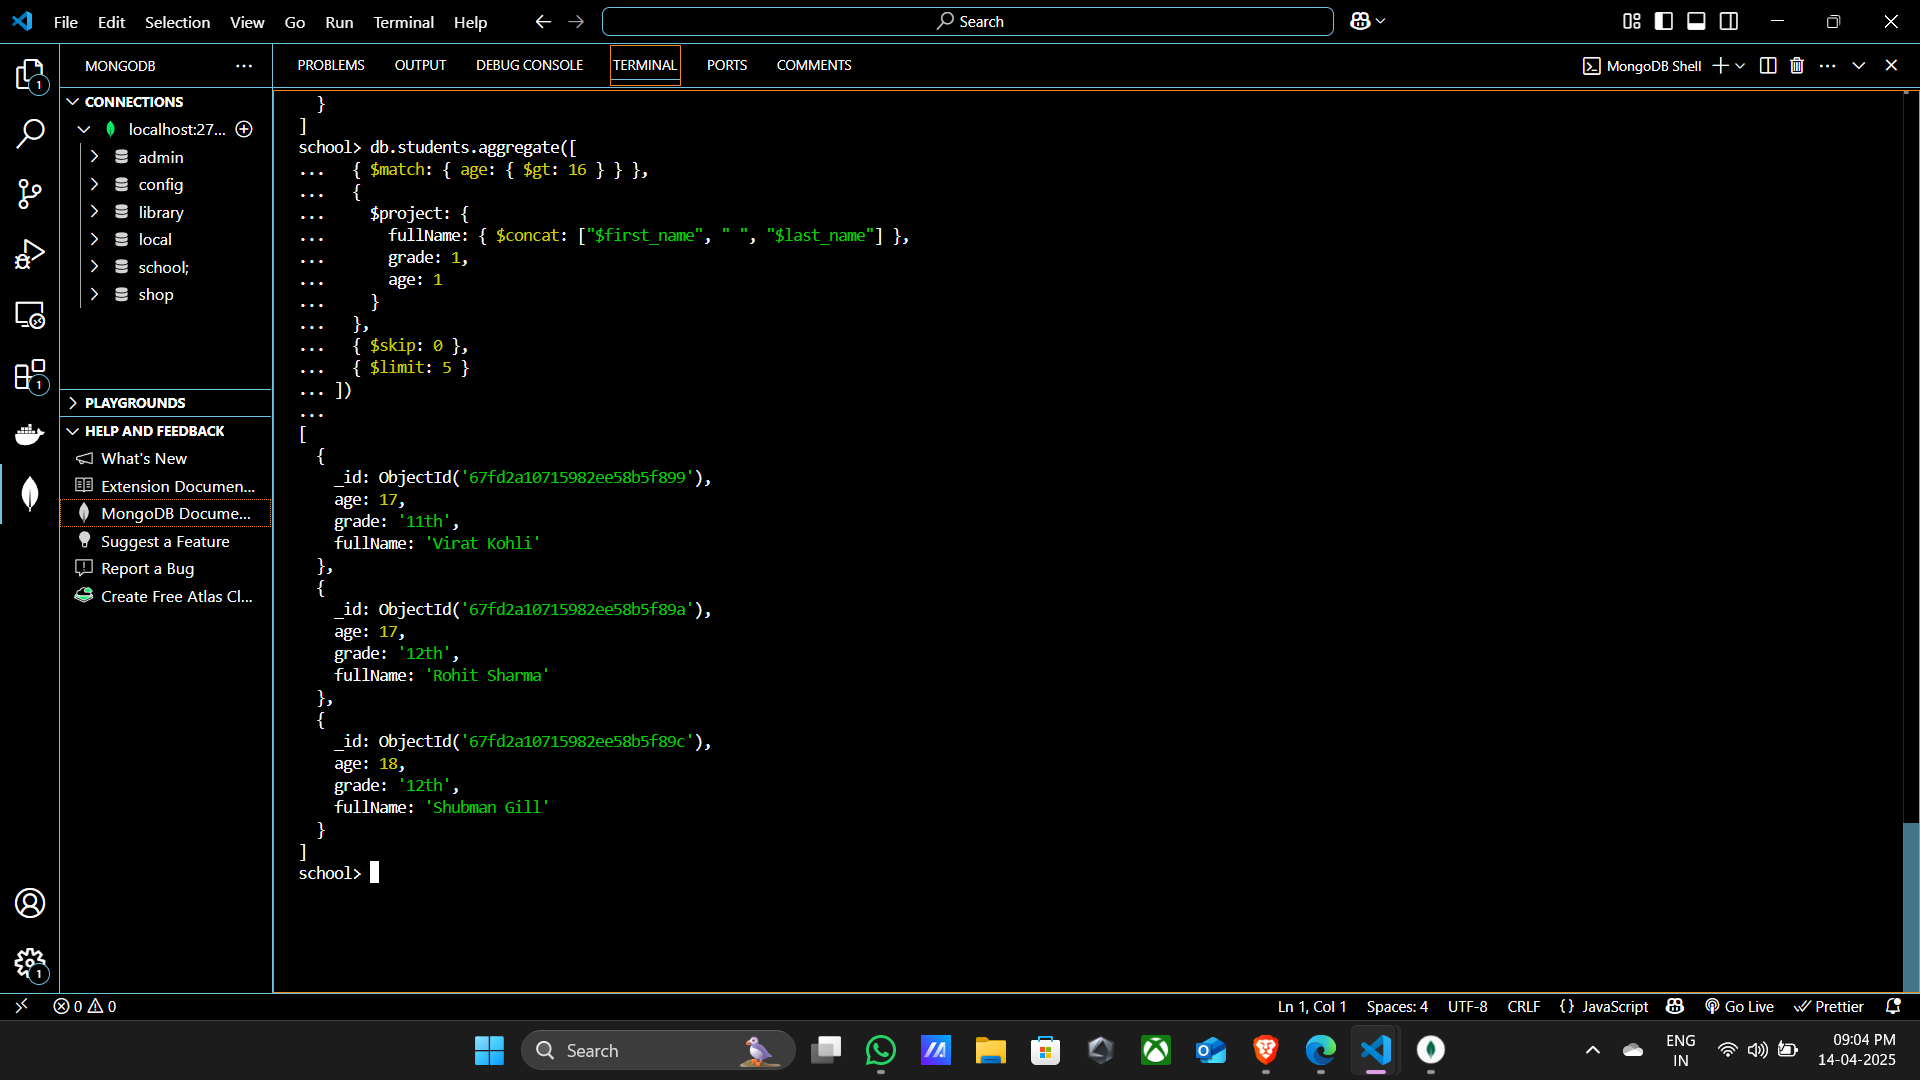 File Edit Selection View Go Run Terminal Help
Search
MONGODB
PROBLEMS OUTPUT DEBUG CONSOLE TERMINAL PORTS COMMENTS
MongoDB Shell
CONNECTIONS
localhost:27...
admin
config
library
local
school;
shop
PLAYGROUNDS
HELP AND FEEDBACK
What's New
Extension Documen...
MongoDB Docume...
Suggest a Feature
Report a Bug
Create Free Atlas Cl...
1
1
1
}
]
school> db.students.aggregate([
... { $match: { age: { $gt: 16 } } },
... {
... $project: {
... fullName: { $concat: ["$first_name", " ", "$last_name"] },
... grade: 1,
... age: 1
... }
... },
... { $skip: 0 },
... { $limit: 5 }
... ])
...
[
{
_id: ObjectId('67fd2a10715982ee58b5f899'),
age: 17,
grade: '11th',
fullName: 'Virat Kohli'
},
{
_id: ObjectId('67fd2a10715982ee58b5f89a'),
age: 17,
grade: '12th',
fullName: 'Rohit Sharma'
},
{
_id: ObjectId('67fd2a10715982ee58b5f89c'),
age: 18,
grade: '12th',
fullName: 'Shubman Gill'
}
]
school>
0 0
Ln 1, Col 1 Spaces: 4 UTF-8 CRLF {} JavaScript Go Live Prettier
Search
ENG
IN
09:04 PM
14-04-2025